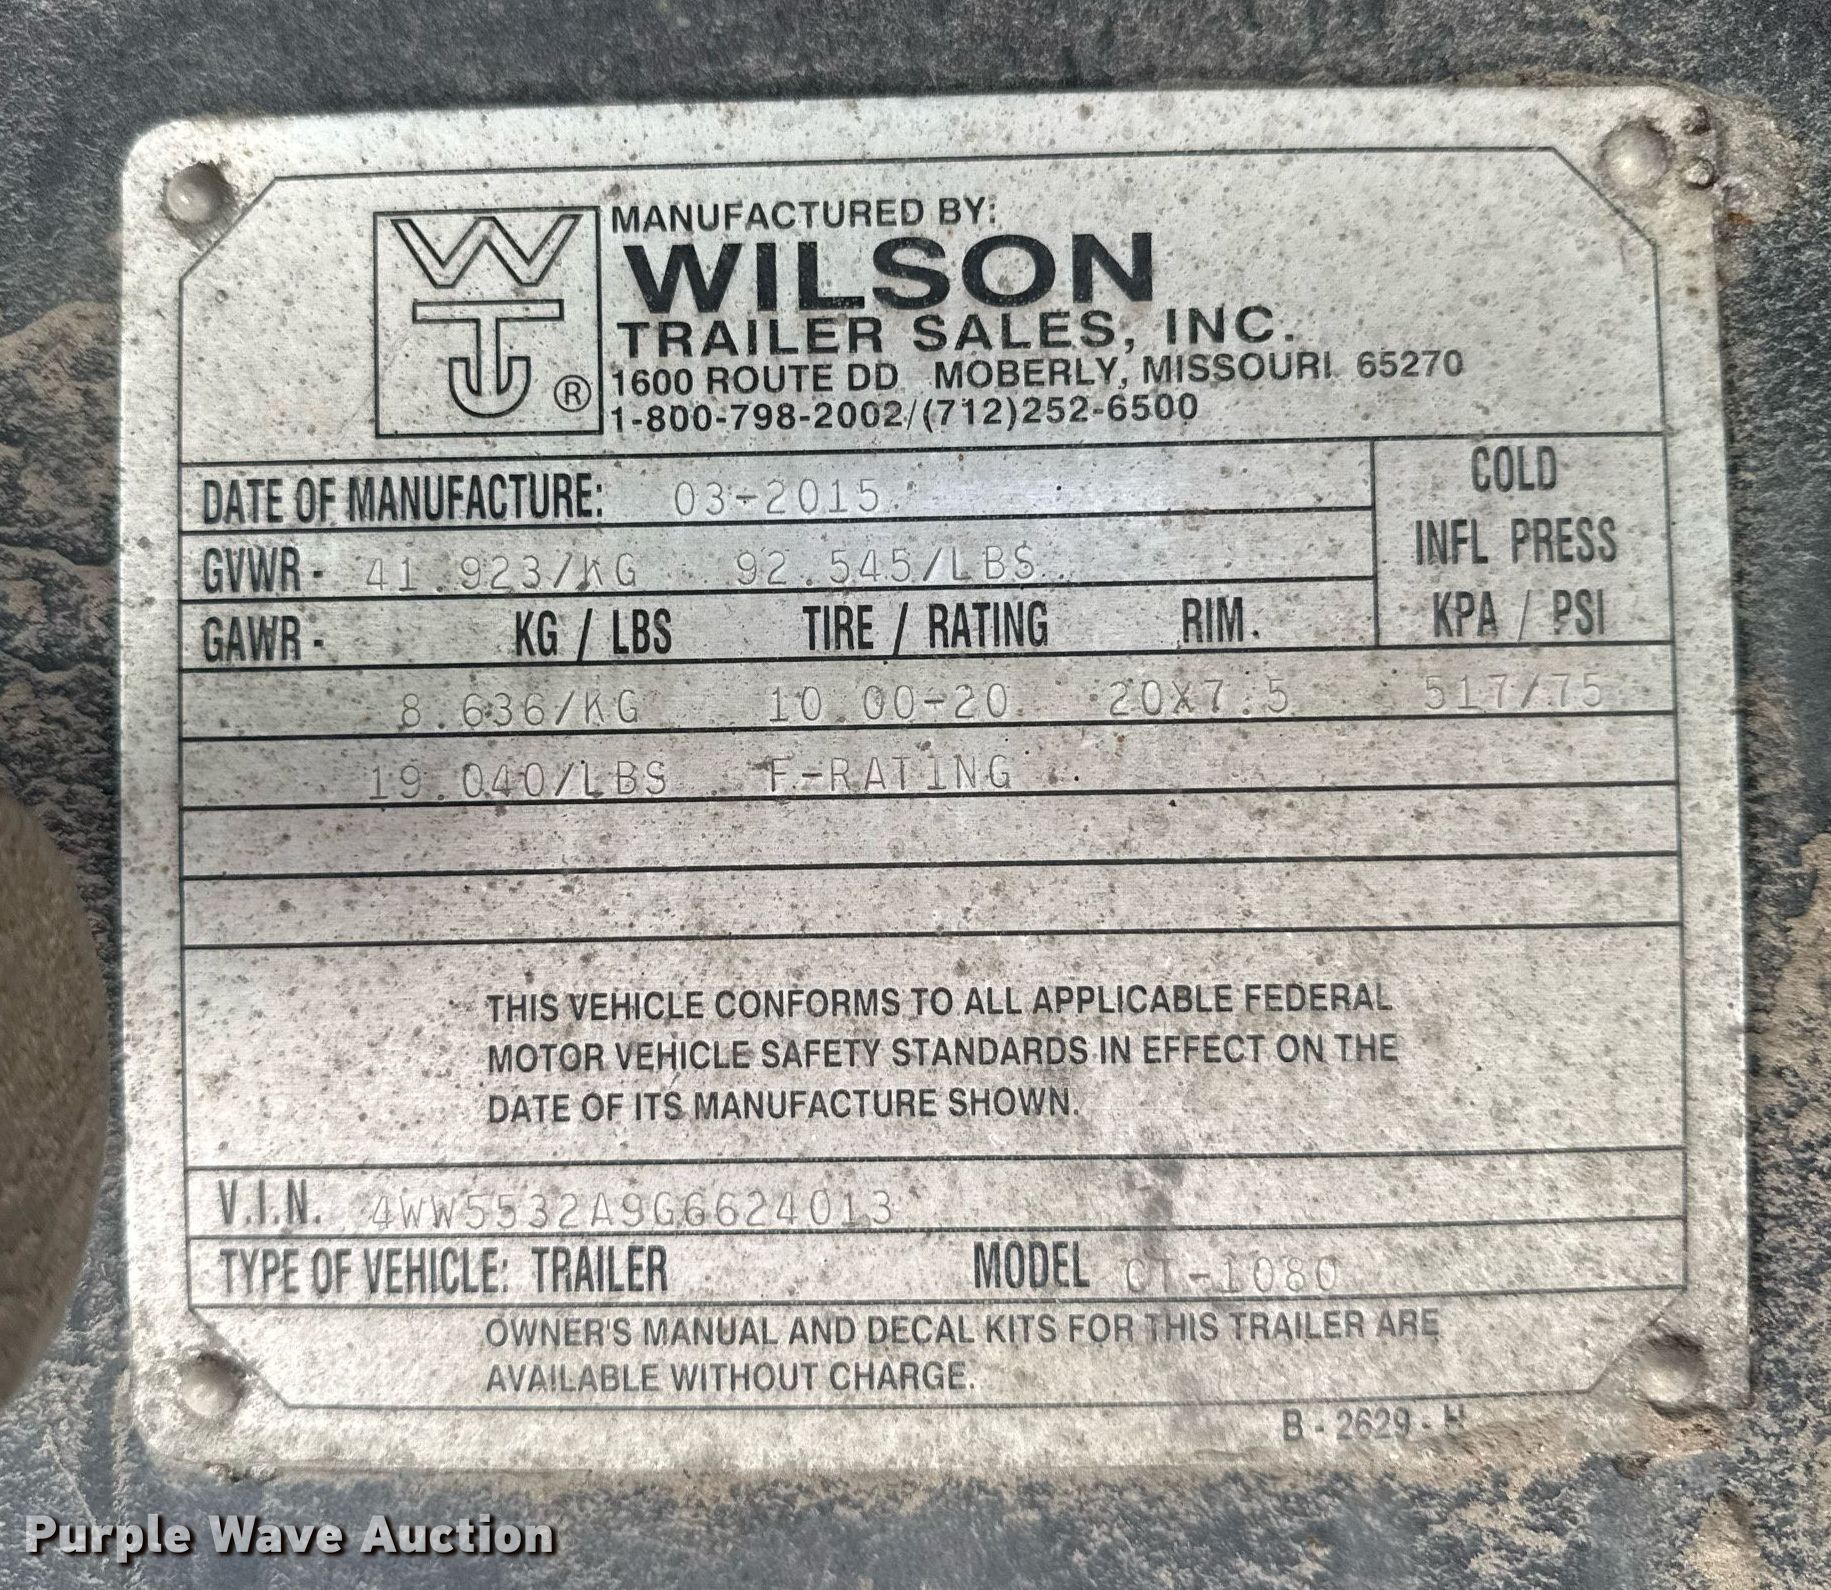 WTJ ®
MANUFACTURED BY:
WILSON
TRAILER SALES, INC.
1600 ROUTE DD MOBERLY, MISSOURI 65270
1-800-798-2002/(712)252-6500
DATE OF MANUFACTURE: 03-2015
COLD
INFL PRESS
KPA / PSI
GVWR - 41.923/KG 92.545/LBS
GAWR - KG / LBS TIRE / RATING RIM.
8.636/KG 10.00-20 20X7.5 517/75
19.040/LBS F-RATING
THIS VEHICLE CONFORMS TO ALL APPLICABLE FEDERAL
MOTOR VEHICLE SAFETY STANDARDS IN EFFECT ON THE
DATE OF ITS MANUFACTURE SHOWN.
V.I.N. 4WW5532A9G6624013
TYPE OF VEHICLE: TRAILER MODEL CT-1080
OWNER'S MANUAL AND DECAL KITS FOR THIS TRAILER ARE
AVAILABLE WITHOUT CHARGE.
B-2629-H
Purple Wave Auction